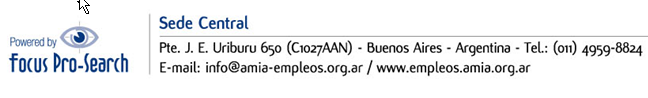 Sede Central
Powered by
Focus Pro-Search
Pte. J. E. Uriburu 650 (C1027AAN) - Buenos Aires - Argentina - Tel.: (011) 4959-8824
E-mail: info@amia-empleos.org.ar / www.empleos.amia.org.ar